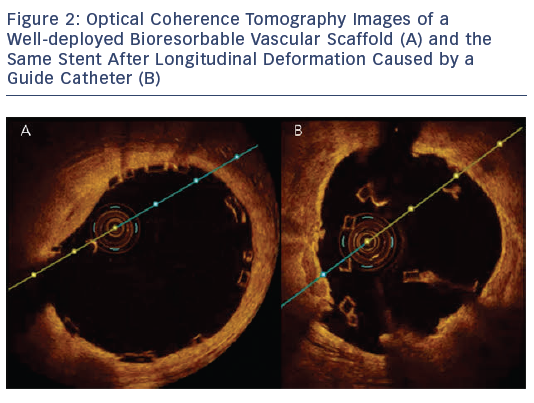 Figure 2: Optical Coherence Tomography Images of a
Well-deployed Bioresorbable Vascular Scaffold (A) and the
Same Stent After Longitudinal Deformation Caused by a
Guide Catheter (B)
A
B